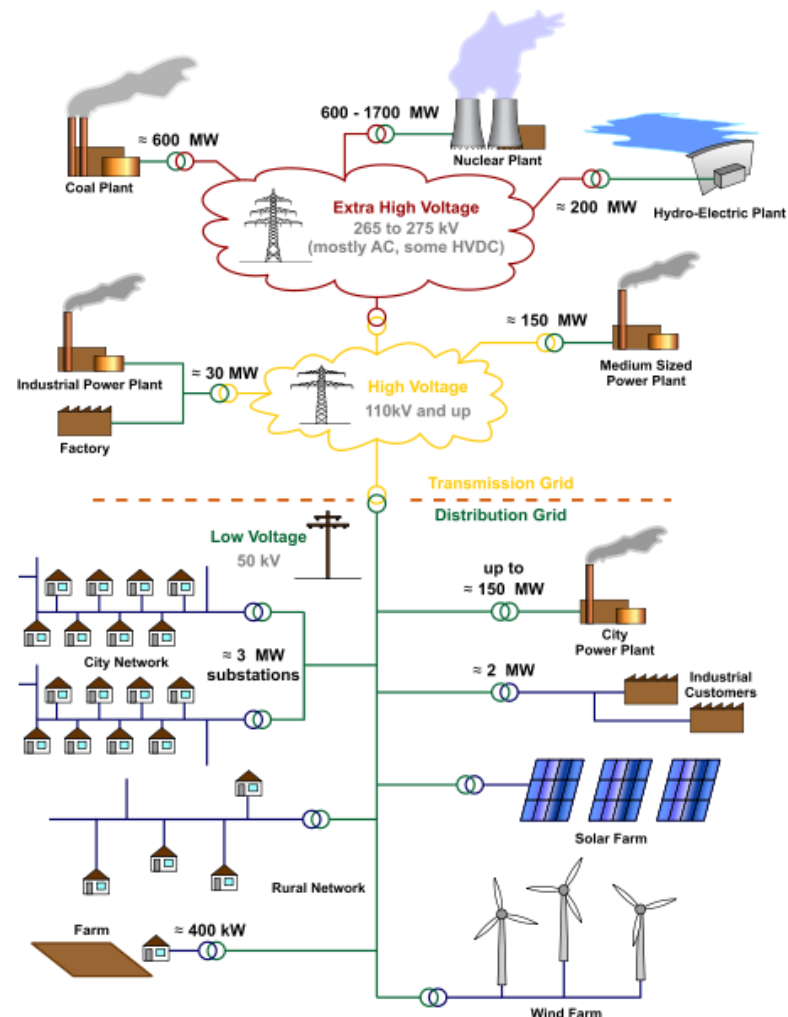 600 - 1700 MW
≈ 600 MW
Nuclear Plant
Coal Plant
Extra High Voltage
265 to 275 kV
(mostly AC, some HVDC)
≈ 200 MW
Hydro-Electric Plant
≈ 150 MW
Medium Sized
Power Plant
≈ 30 MW
Industrial Power Plant
High Voltage
110kV and up
Factory
Transmission Grid
Distribution Grid
Low Voltage
50 kV
up to
≈ 150 MW
City
Power Plant
City Network
≈ 3 MW
substations
≈ 2 MW
Industrial
Customers
Solar Farm
Rural Network
Farm
≈ 400 kW
Wind Farm